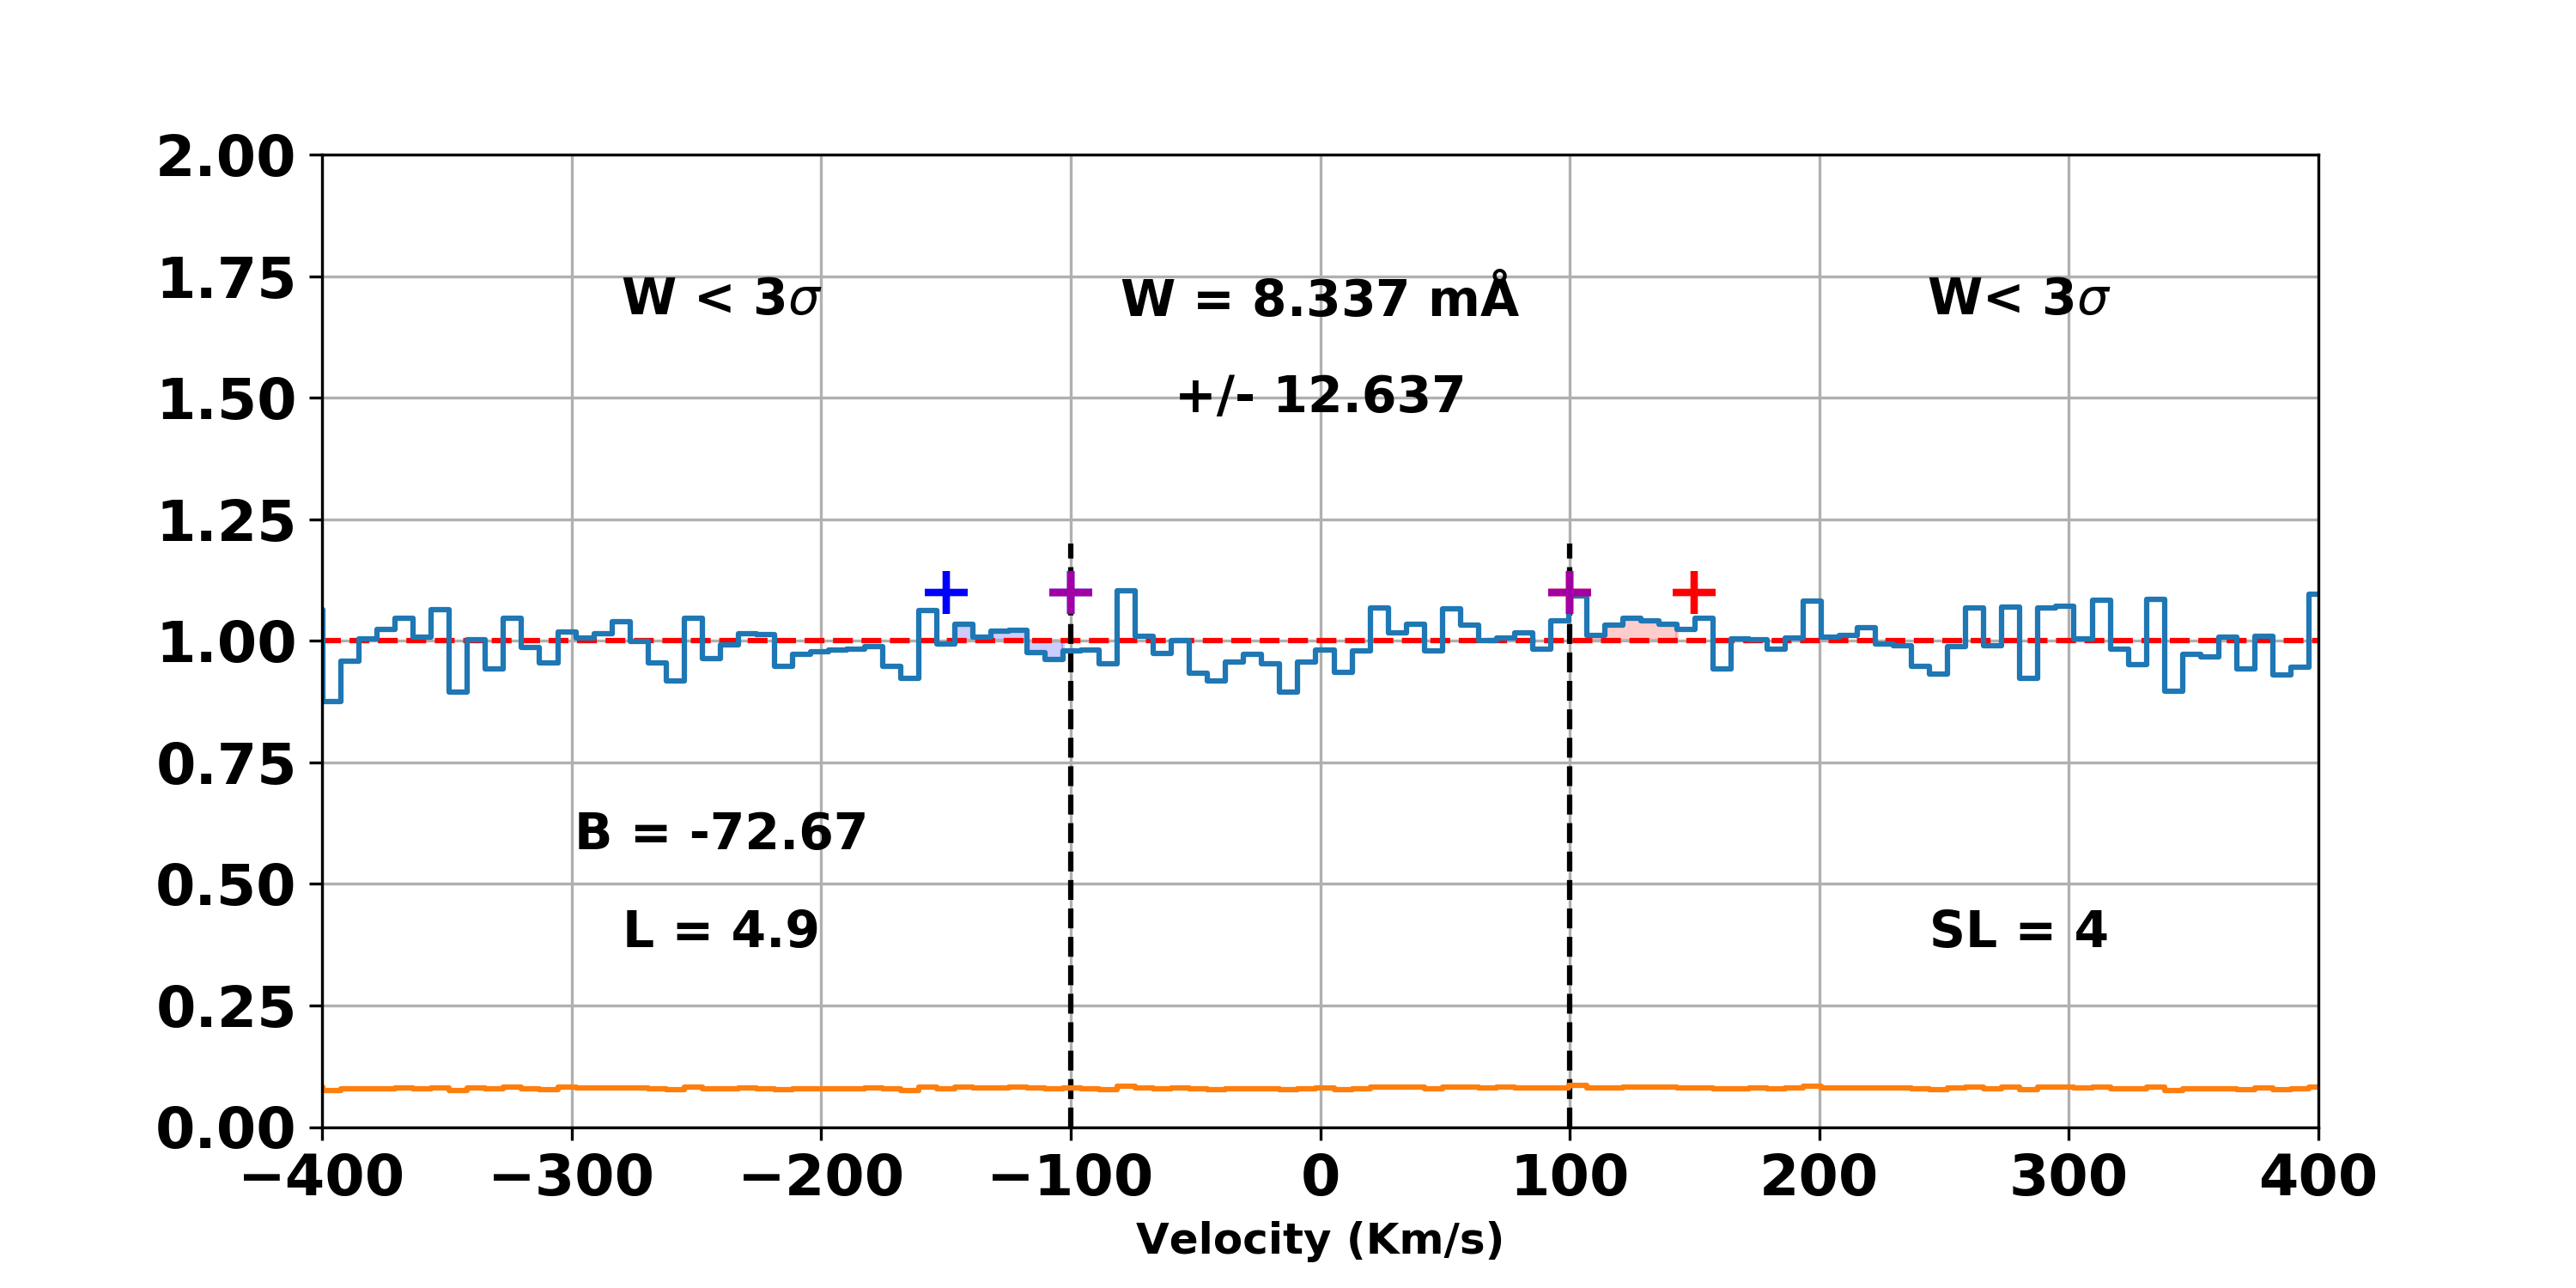 2.00
1.75
1.50
1.25
1.00
0.75
0.50
0.25
0.00
W < 3σ
W = 8.337 mÅ
+/- 12.637
W< 3σ
B = -72.67
L = 4.9
SL = 4
−400 −300 −200 −100 0 100 200 300 400
Velocity (Km/s)